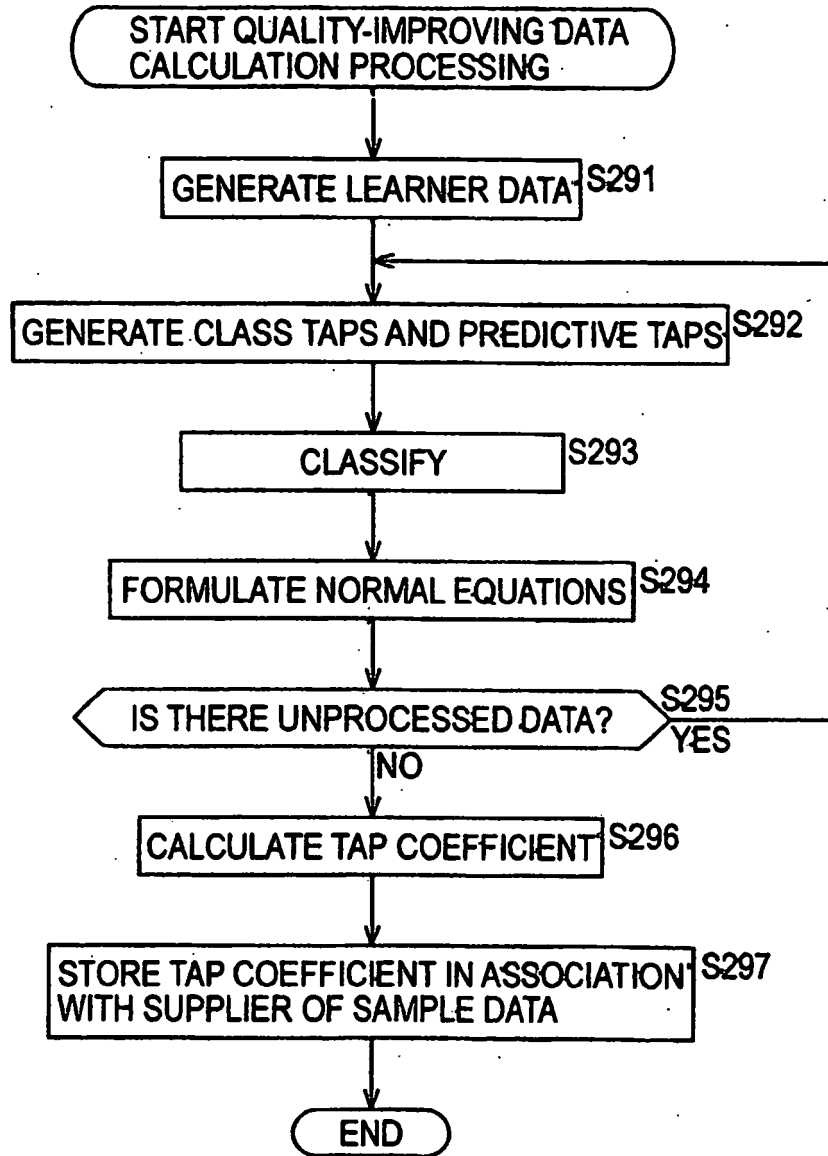 START QUALITY-IMPROVING DATA
CALCULATION PROCESSING
GENERATE LEARNER DATA
S291
GENERATE CLASS TAPS AND PREDICTIVE TAPS
S292
CLASSIFY
S293
FORMULATE NORMAL EQUATIONS
S294
IS THERE UNPROCESSED DATA?
S295
YES
NO
CALCULATE TAP COEFFICIENT
S296
STORE TAP COEFFICIENT IN ASSOCIATION
WITH SUPPLIER OF SAMPLE DATA
S297
END